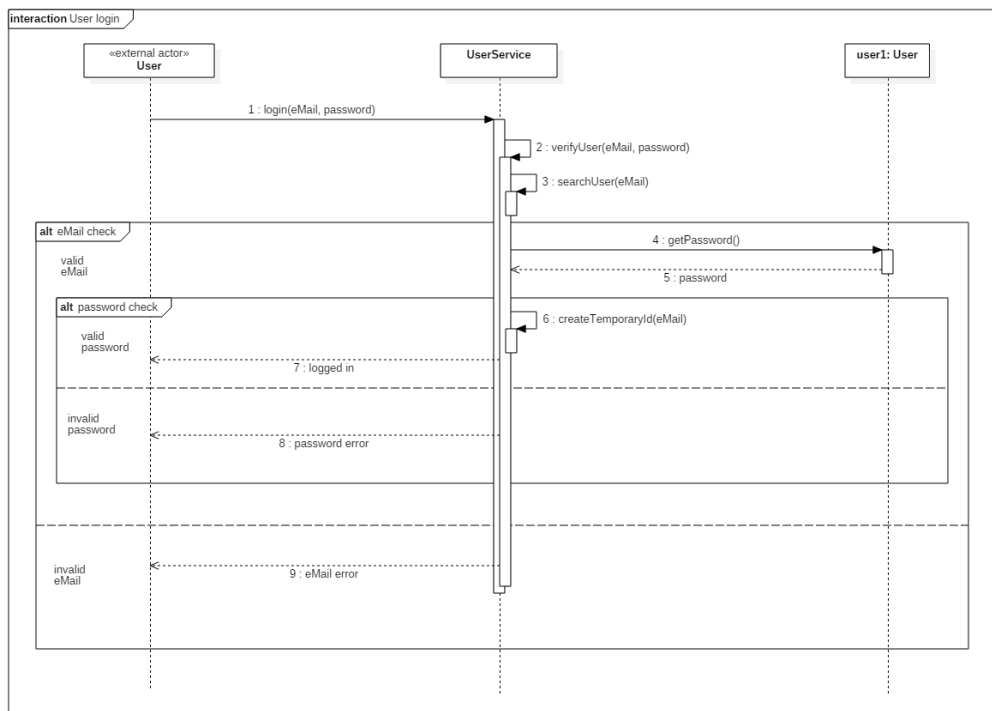 interaction User login
«external actor»
User
UserService
user1: User
1 : login(eMail, password)
2 : verifyUser(eMail, password)
3 : searchUser(eMail)
alt eMail check
valid
eMail
4 : getPassword()
5 : password
alt password check
valid
password
6 : createTemporaryId(eMail)
7 : logged in
invalid
password
8 : password error
invalid
eMail
9 : eMail error